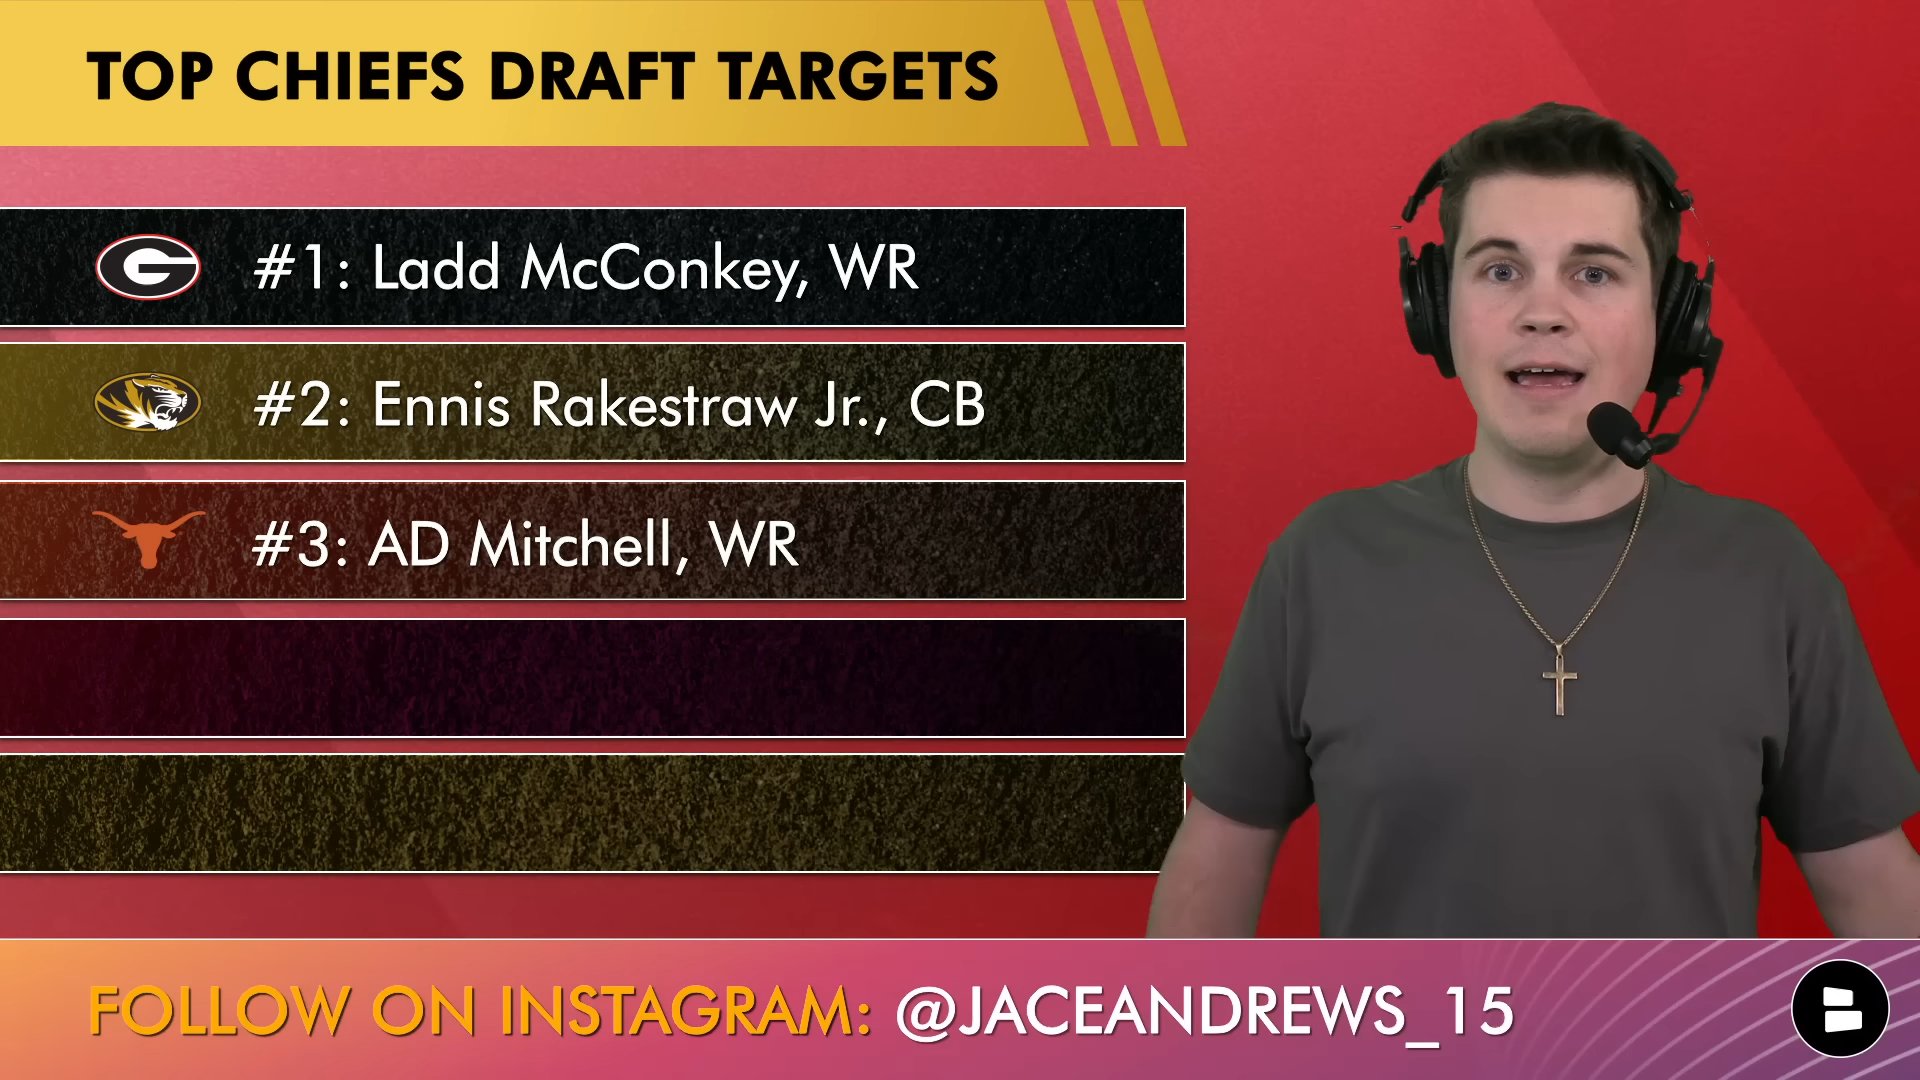 TOP CHIEFS DRAFT TARGETS
#1: Ladd McConkey, WR
#2: Ennis Rakestraw Jr., CB
#3: AD Mitchell, WR
FOLLOW ON INSTAGRAM: @JACEANDREWS_15